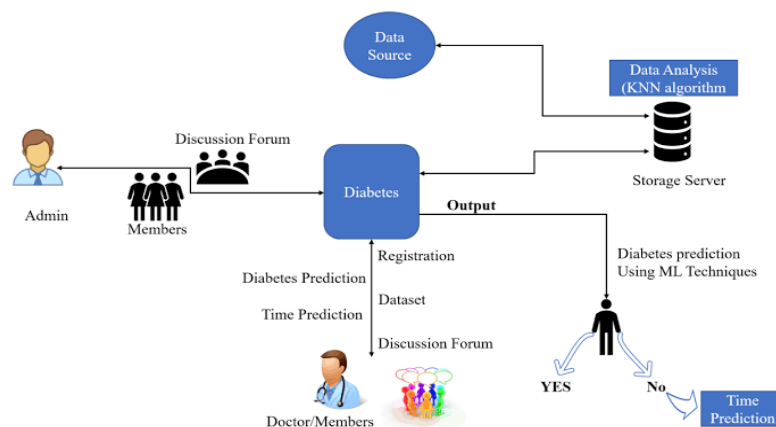 Data
Source
Data Analysis
(KNN algorithm
Discussion Forum
Admin
Members
Diabetes
Storage Server
Output
Registration
Diabetes Prediction
Dataset
Time Prediction
Discussion Forum
Doctor/Members
Diabetes prediction
Using ML Techniques
YES
No
Time
Prediction